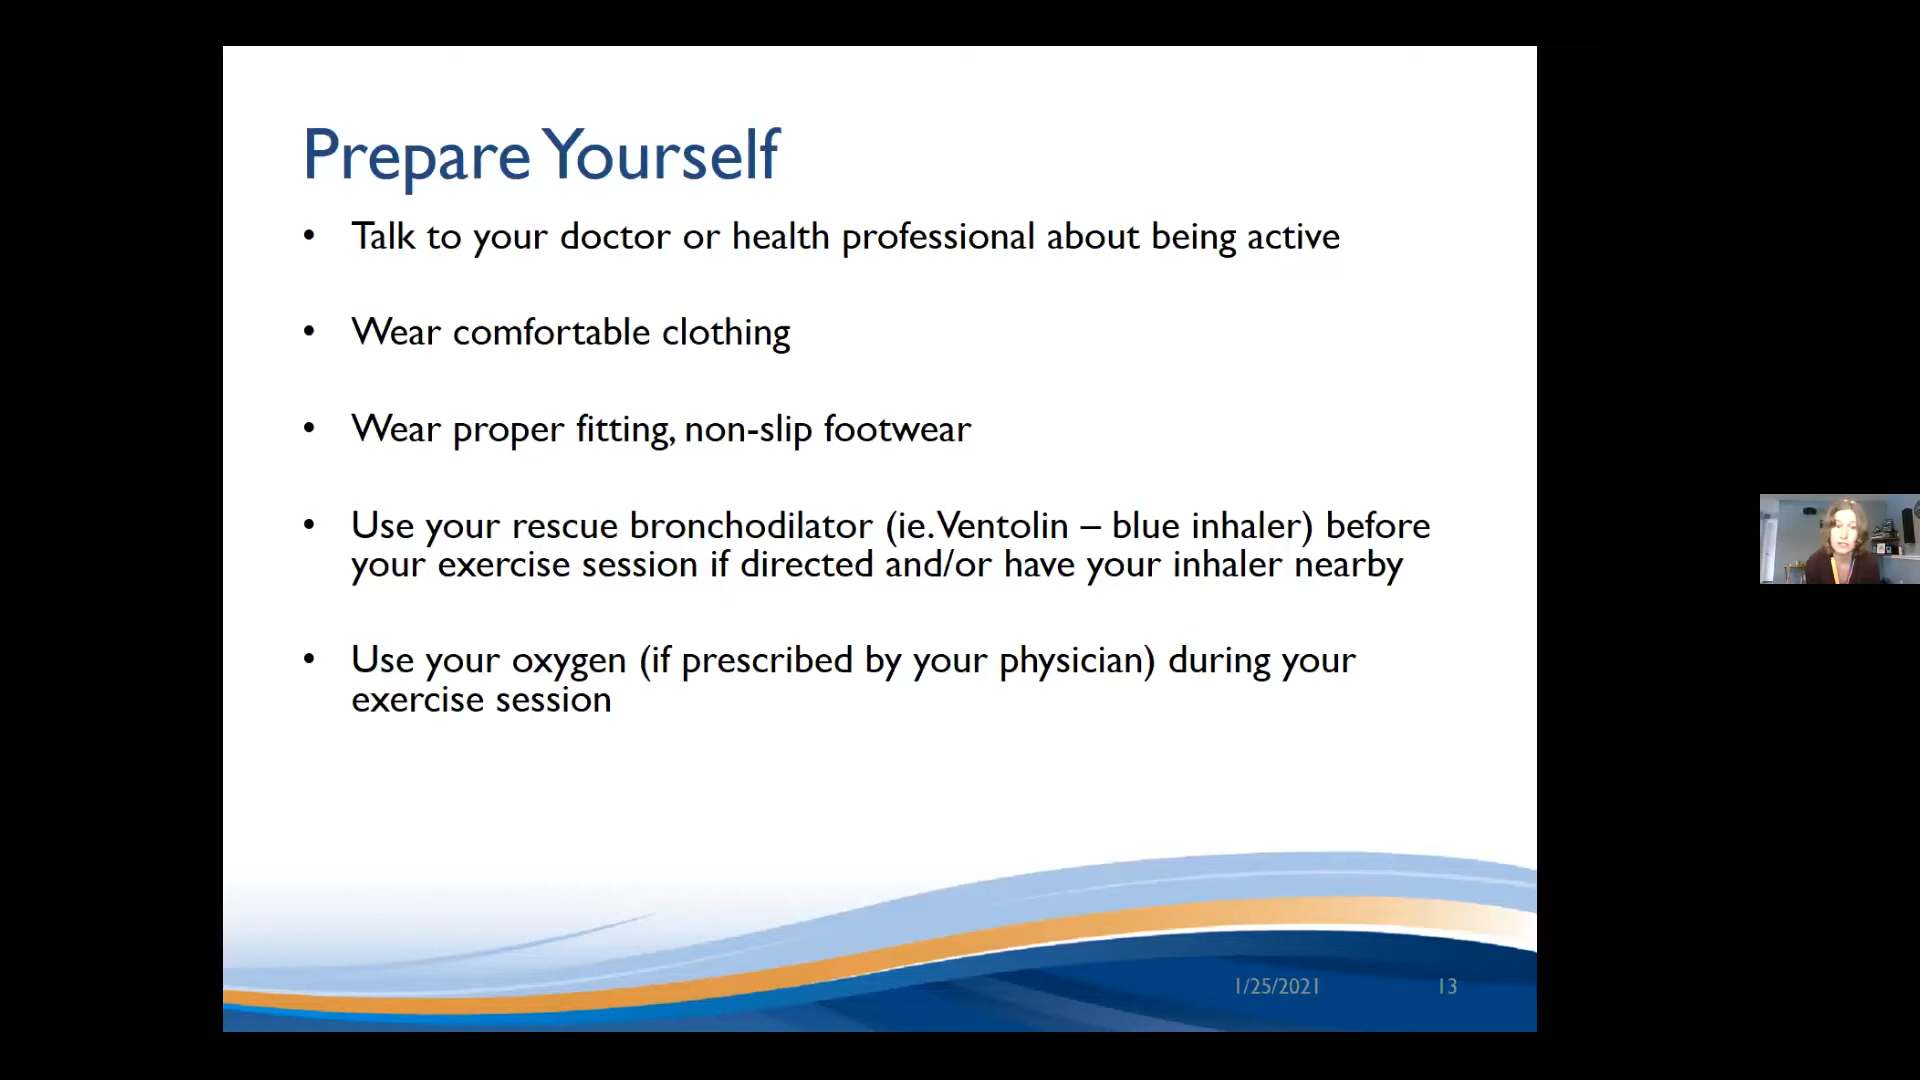 Prepare Yourself
• Talk to your doctor or health professional about being active
• Wear comfortable clothing
• Wear proper fitting, non-slip footwear
• Use your rescue bronchodilator (ie. Ventolin – blue inhaler) before
your exercise session if directed and/or have your inhaler nearby
• Use your oxygen (if prescribed by your physician) during your
exercise session
1/25/2021 13